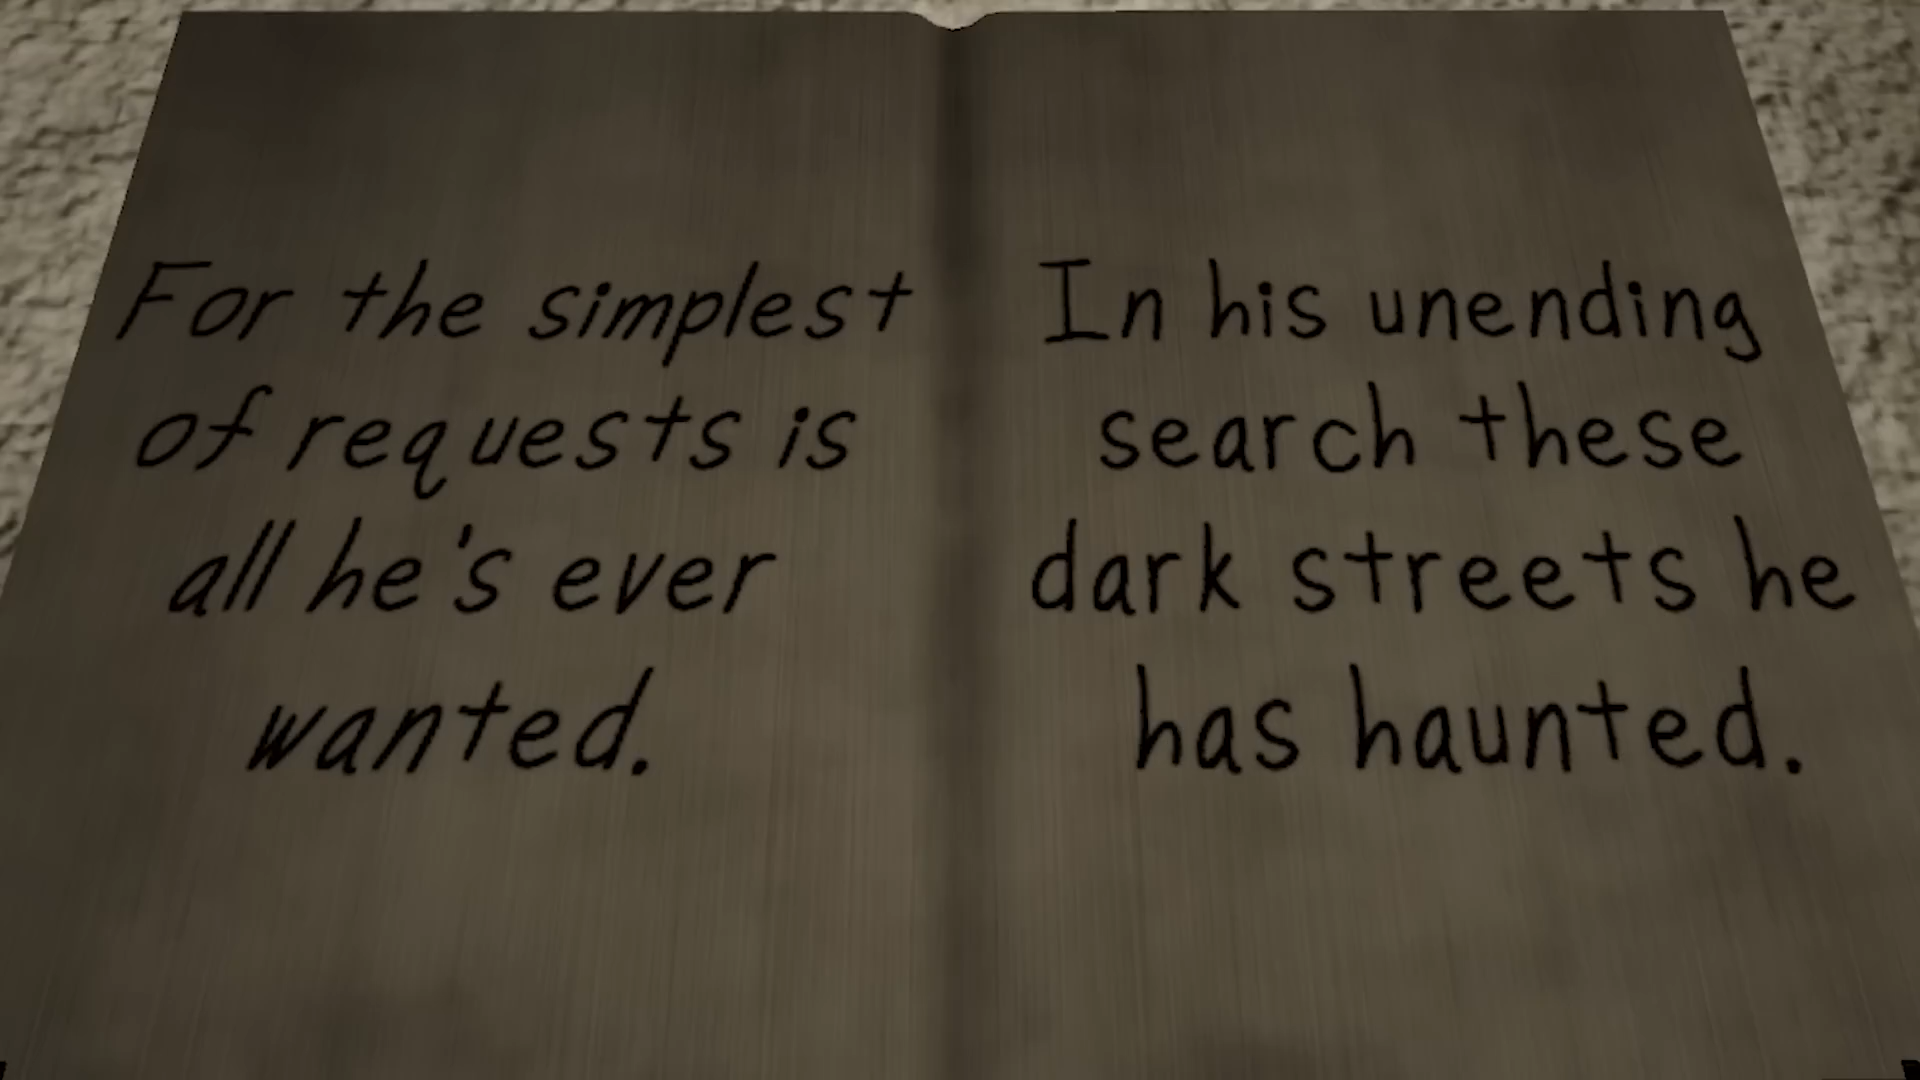 For the simplest
of requests is
all he's ever
wanted.
In his unending
search these
dark streets he
has haunted.